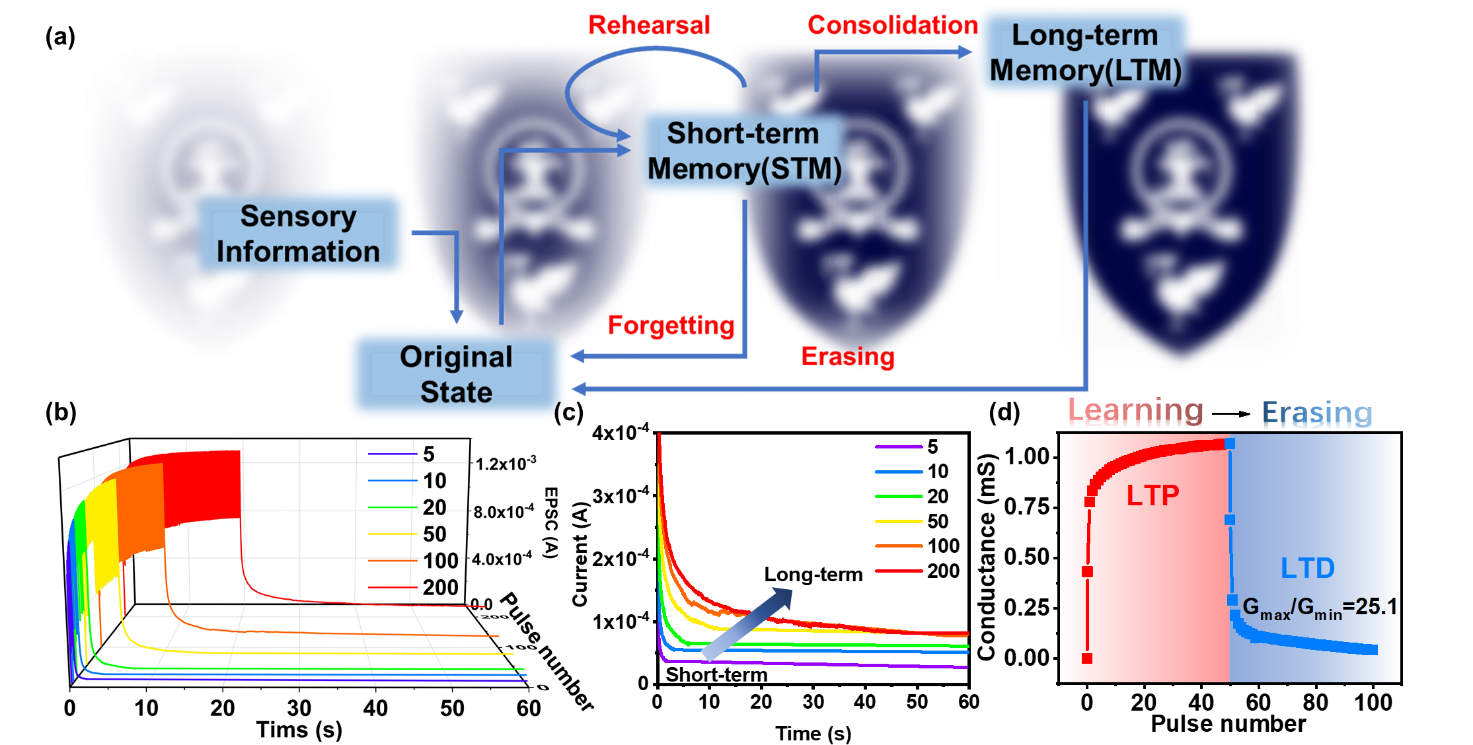 (a)
Rehearsal
Consolidation
Long-term
Memory(LTM)
Short-term
Memory(STM)
Sensory
Information
Forgetting
Erasing
Original
State
(b)
5
10
20
50
100
200
1.2x10⁻³
8.0x10⁻⁴
4.0x10⁻⁴
0.0
EPSC (A)
200
100
0
Pulse number
0
10
20
30
40
50
60
Tims (s)
(c)
4x10⁻⁴
3x10⁻⁴
2x10⁻⁴
1x10⁻⁴
0
Current (A)
5
10
20
50
100
200
Long-term
Short-term
0
10
20
30
40
50
60
Time (s)
(d)
Learning → Erasing
1.00
0.75
0.50
0.25
0.00
Conductance (mS)
LTP
LTD
Gmax/Gmin=25.1
0
20
40
60
80
100
Pulse number